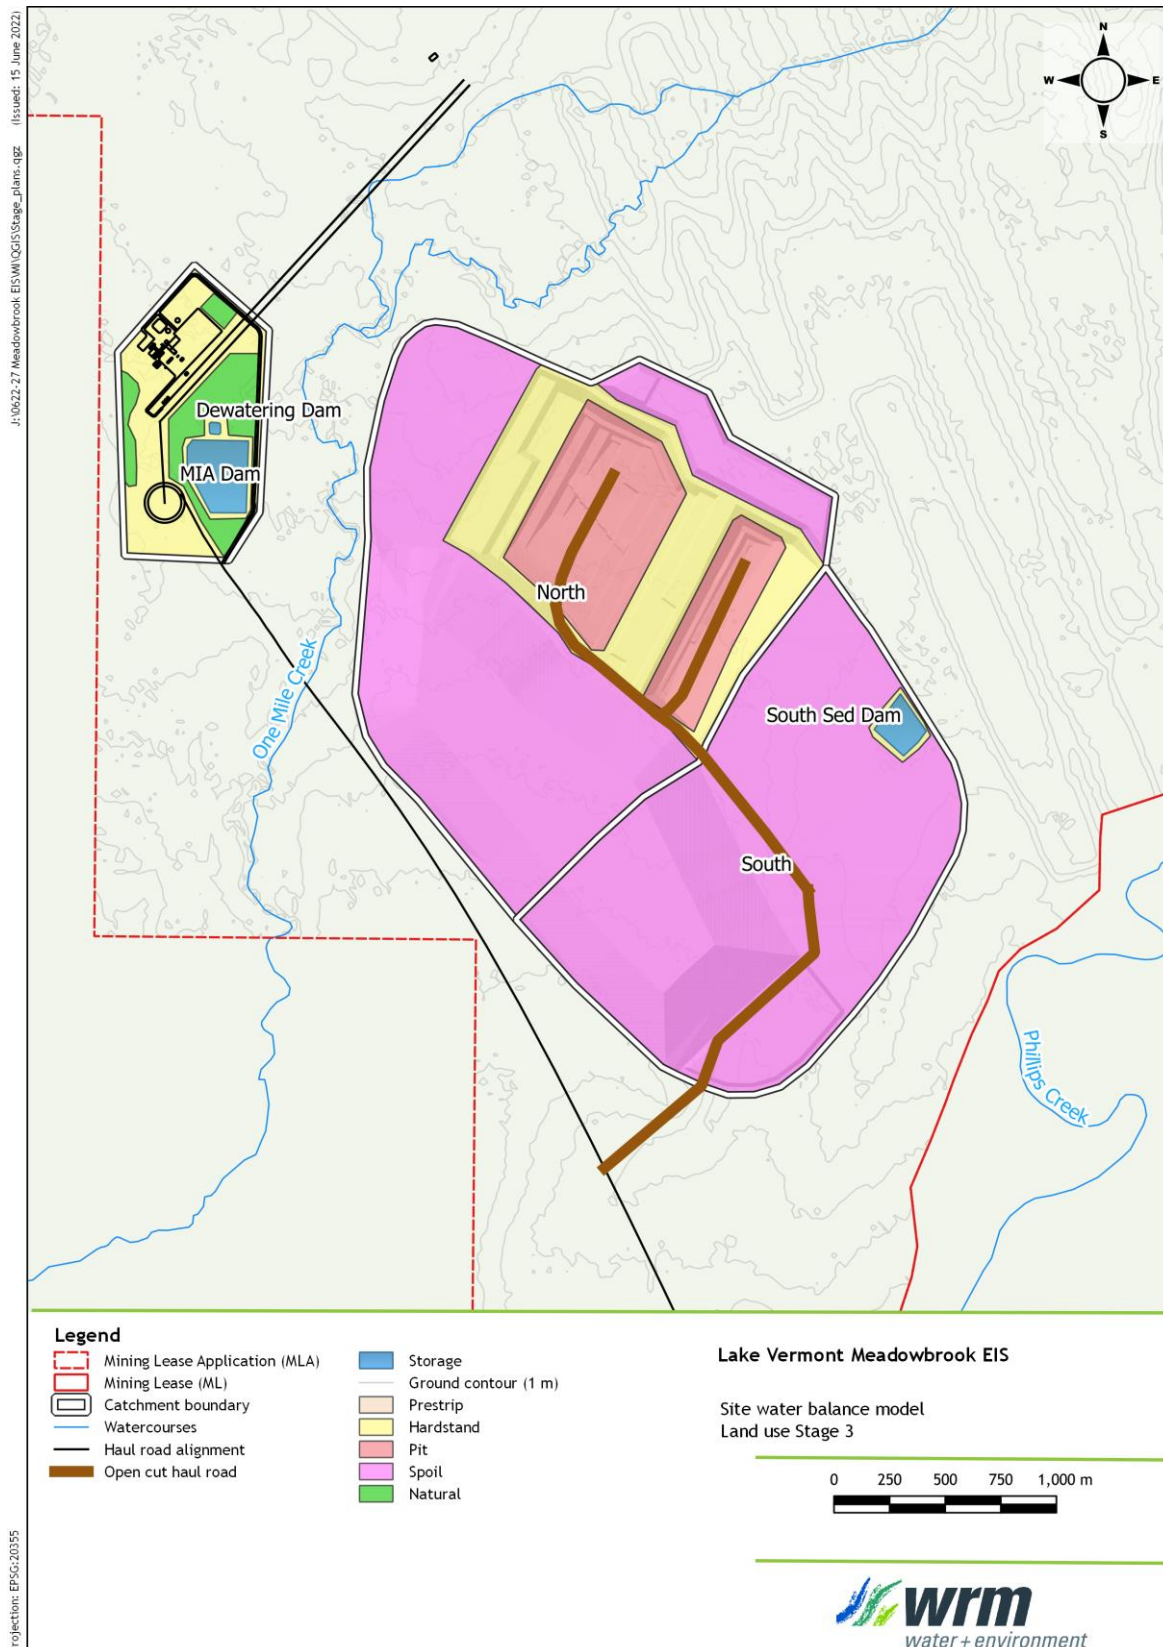 J:\0622-27 Meadowbrook EIS\WI\QGIS\Stage_plans.qgz (Issued: 15 June 2022)
N
W E
S
Dewatering Dam
MIA Dam
North
One Mile Creek
South Sed Dam
South
Phillips Creek
Legend
Mining Lease Application (MLA)
Mining Lease (ML)
Catchment boundary
Watercourses
Haul road alignment
Open cut haul road
Storage
Ground contour (1 m)
Prestrip
Hardstand
Pit
Spoil
Natural
Lake Vermont Meadowbrook EIS
Site water balance model
Land use Stage 3
0 250 500 750 1,000 m
rojection: EPSG:20355
wrm
water + environment